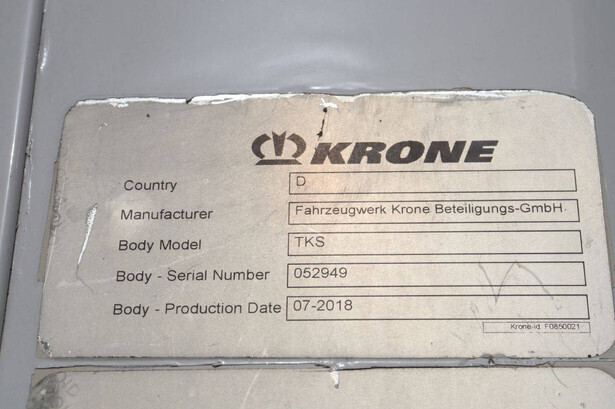 KRONE
Country D
Manufacturer Fahrzeugwerk Krone Beteiligungs-GmbH
Body Model TKS
Body - Serial Number 052949
Body - Production Date 07-2018
Krone-id. F0850021